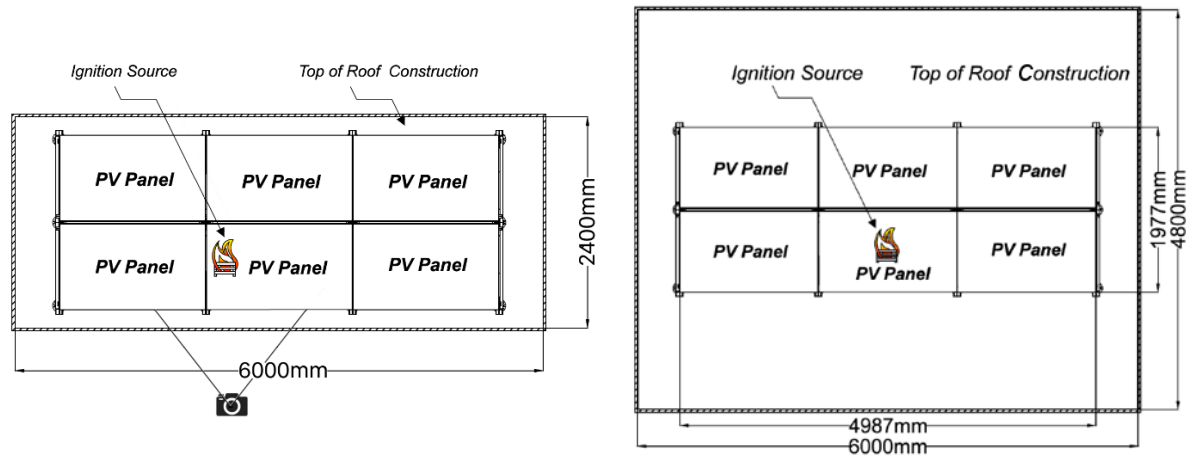 Ignition Source
Top of Roof Construction
PV Panel
PV Panel
PV Panel
PV Panel
PV Panel
PV Panel
2400mm
6000mm
Ignition Source
Top of Roof Construction
PV Panel
PV Panel
PV Panel
PV Panel
PV Panel
PV Panel
1977mm
4800mm
4987mm
6000mm